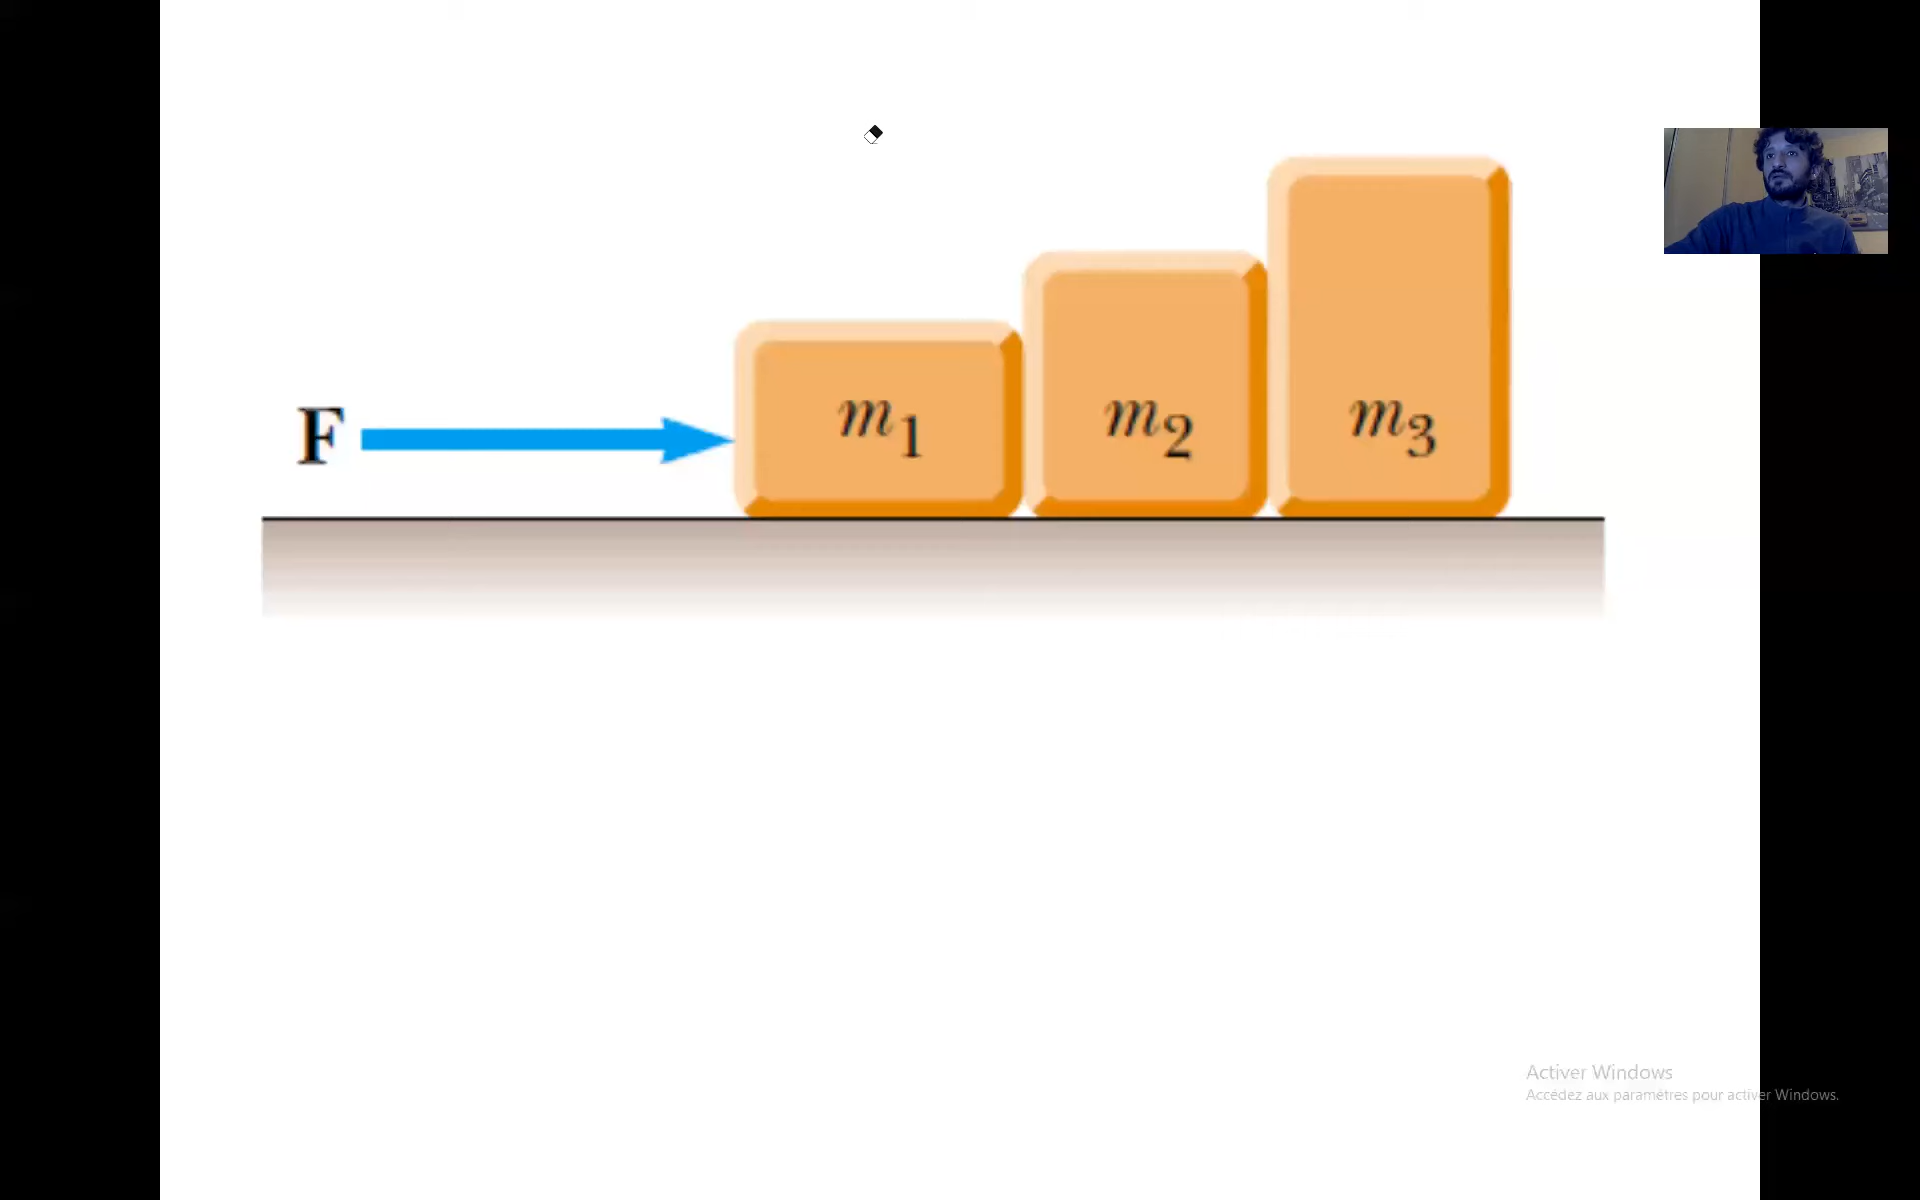 F
m1
m2
m3
Activer Windows
Accédez aux paramètres pour activer Windows.